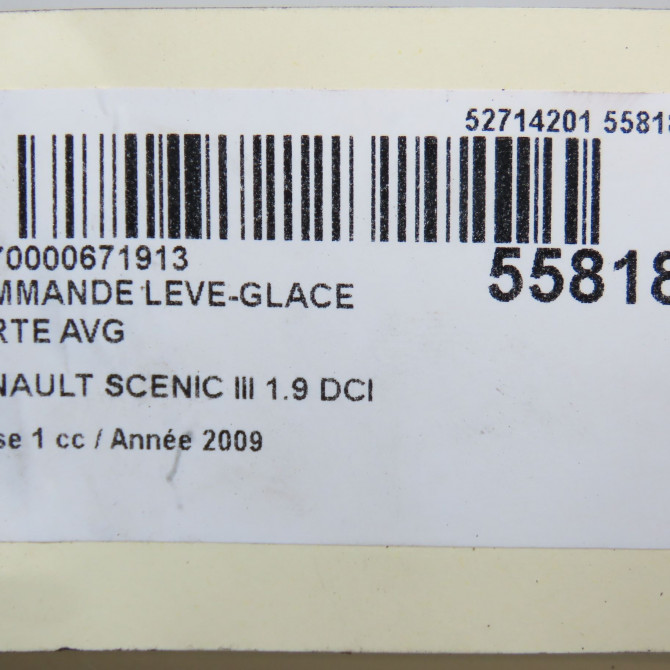 52714201 55818
70000671913
55818
MMANDE LEVE-GLACE
RTE AVG
NAULT SCENIC III 1.9 DCI
se 1 cc / Année 2009